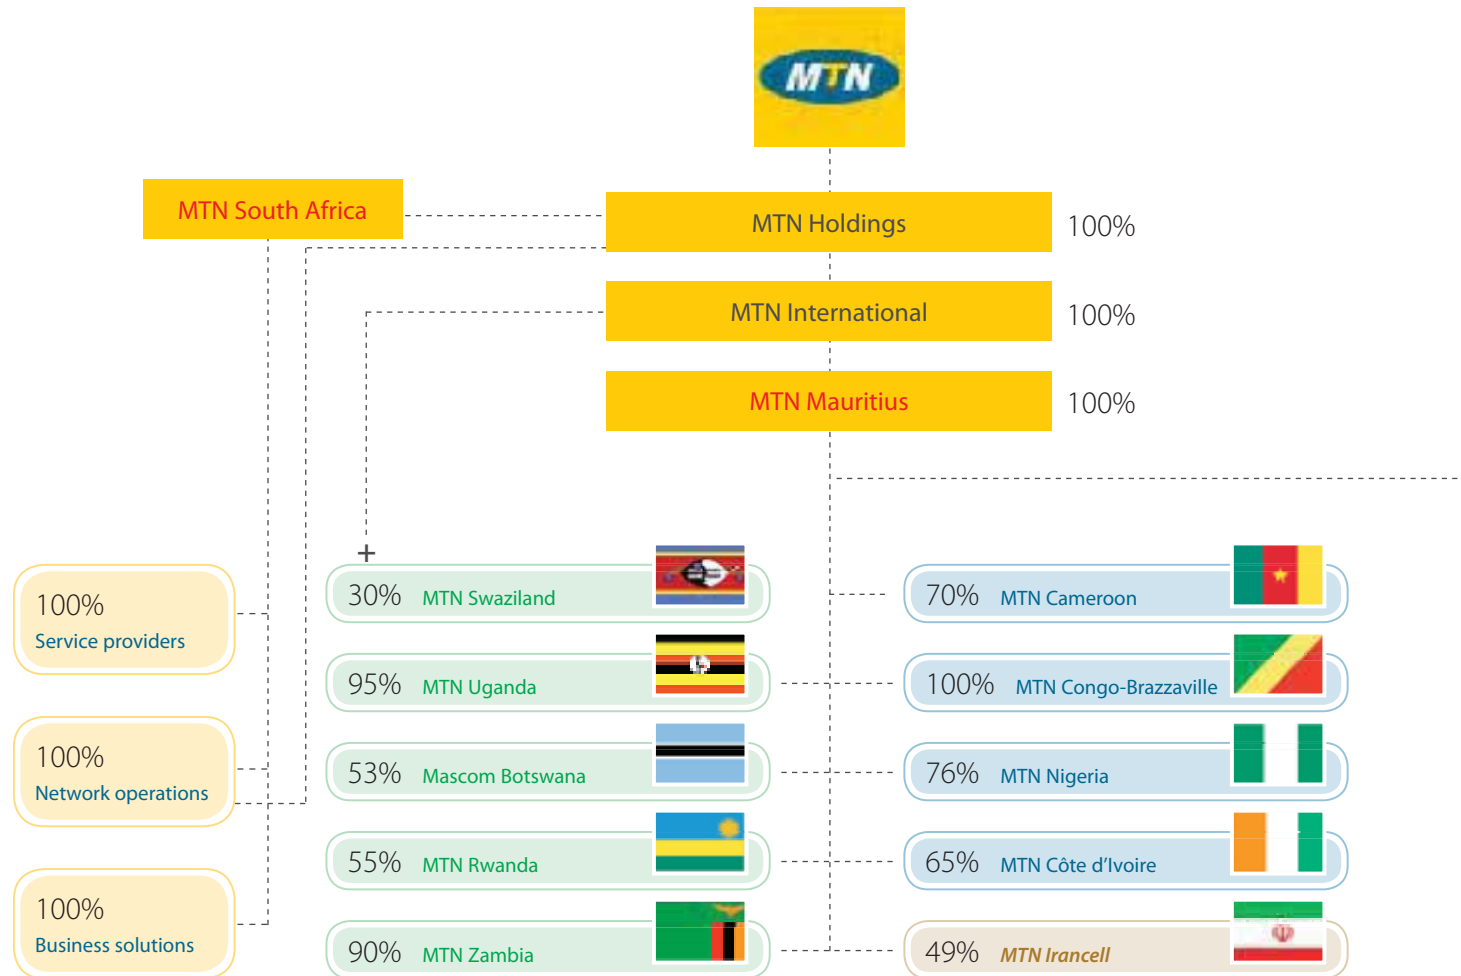 MTN
MTN South Africa
MTN Holdings
100%
MTN International
100%
MTN Mauritius
100%
+
100%
Service providers
100%
Network operations
100%
Business solutions
30% MTN Swaziland
95% MTN Uganda
53% Mascom Botswana
55% MTN Rwanda
90% MTN Zambia
70% MTN Cameroon
100% MTN Congo-Brazzaville
76% MTN Nigeria
65% MTN Côte d’Ivoire
49% MTN Irancell